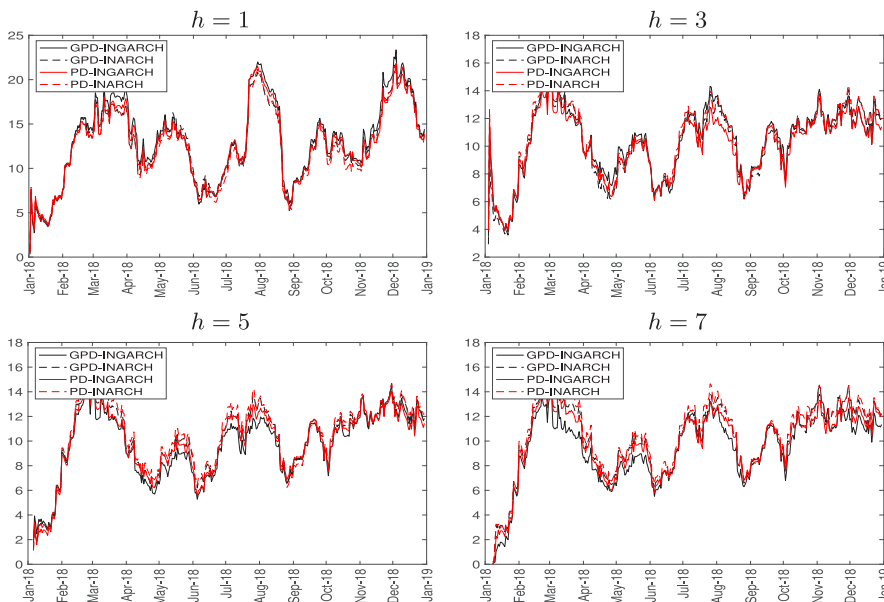 h = 1
25
20
15
10
5
0
GPD-INGARCH
GPD-INARCH
PD-INGARCH
PD-INARCH
Jan-18
Feb-18
Mar-18
Apr-18
May-18
Jun-18
Jul-18
Aug-18
Sep-18
Oct-18
Nov-18
Dec-18
Jan-19
h = 3
18
16
14
12
10
8
6
4
2
GPD-INGARCH
GPD-INARCH
PD-INGARCH
PD-INARCH
Jan-18
Feb-18
Mar-18
Apr-18
May-18
Jun-18
Jul-18
Aug-18
Sep-18
Oct-18
Nov-18
Dec-18
Jan-19
h = 5
18
16
14
12
10
8
6
4
2
0
GPD-INGARCH
GPD-INARCH
PD-INGARCH
PD-INARCH
Jan-18
Feb-18
Mar-18
Apr-18
May-18
Jun-18
Jul-18
Aug-18
Sep-18
Oct-18
Nov-18
Dec-18
Jan-19
h = 7
18
16
14
12
10
8
6
4
2
0
GPD-INGARCH
GPD-INARCH
PD-INGARCH
PD-INARCH
Jan-18
Feb-18
Mar-18
Apr-18
May-18
Jun-18
Jul-18
Aug-18
Sep-18
Oct-18
Nov-18
Dec-18
Jan-19